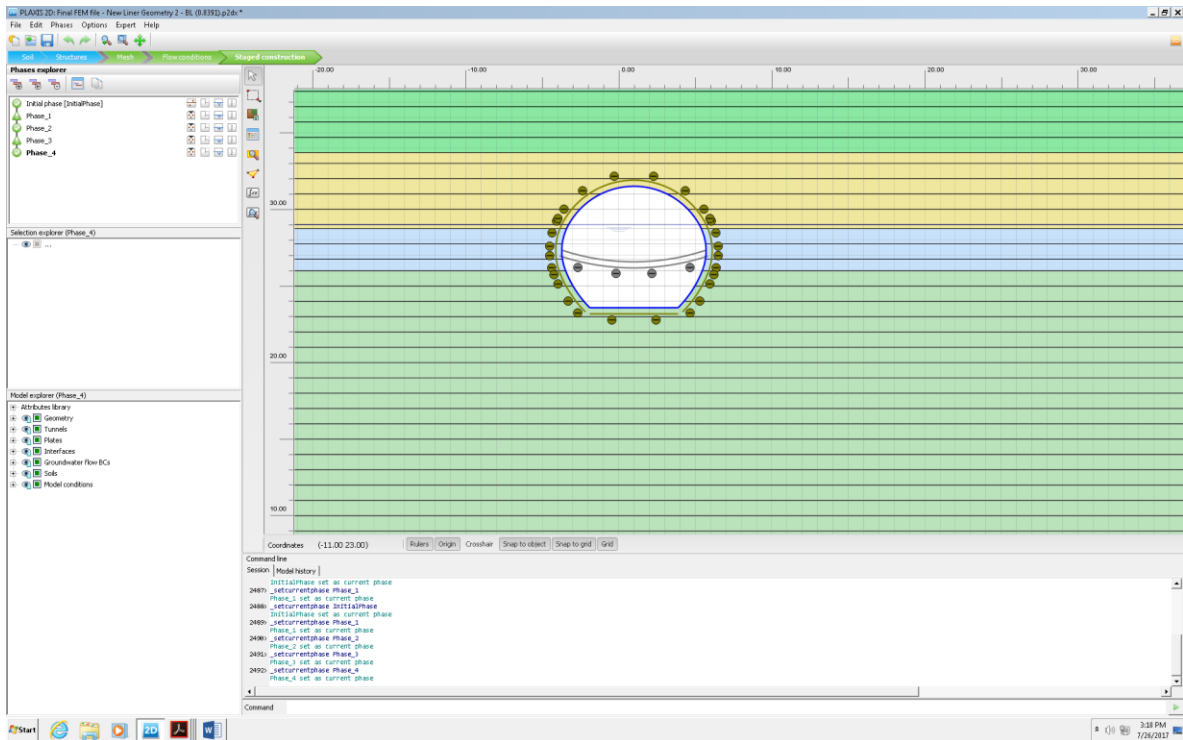 PLAXIS 2D: Final FEM file - New Liner Geometry 2 - BL (0.8391).p2dx *
File Edit Phases Options Expert Help
Soil Structures Mesh Flow conditions Staged construction
Phases explorer
Initial phase [InitialPhase]
Phase_1
Phase_2
Phase_3
Phase_4
Selection explorer (Phase_4)
...
Model explorer (Phase_4)
Attributes library
Geometry
Tunnels
Plates
Interfaces
Groundwater flow BCs
Soils
Model conditions
-20.00 -10.00 0.00 10.00 20.00 30.00
30.00
20.00
10.00
Coordinates (-11.00 23.00) Rulers Origin Crosshair Snap to object Snap to grid Grid
Command line
Session Model history
InitialPhase set as current phase
2487> _setcurrentphase Phase_1
Phase_1 set as current phase
2488> _setcurrentphase InitialPhase
InitialPhase set as current phase
2489> _setcurrentphase Phase_1
Phase_1 set as current phase
2490> _setcurrentphase Phase_2
Phase_2 set as current phase
2491> _setcurrentphase Phase_3
Phase_3 set as current phase
2492> _setcurrentphase Phase_4
Phase_4 set as current phase
Command
Start 2D 3:18 PM
7/26/2017